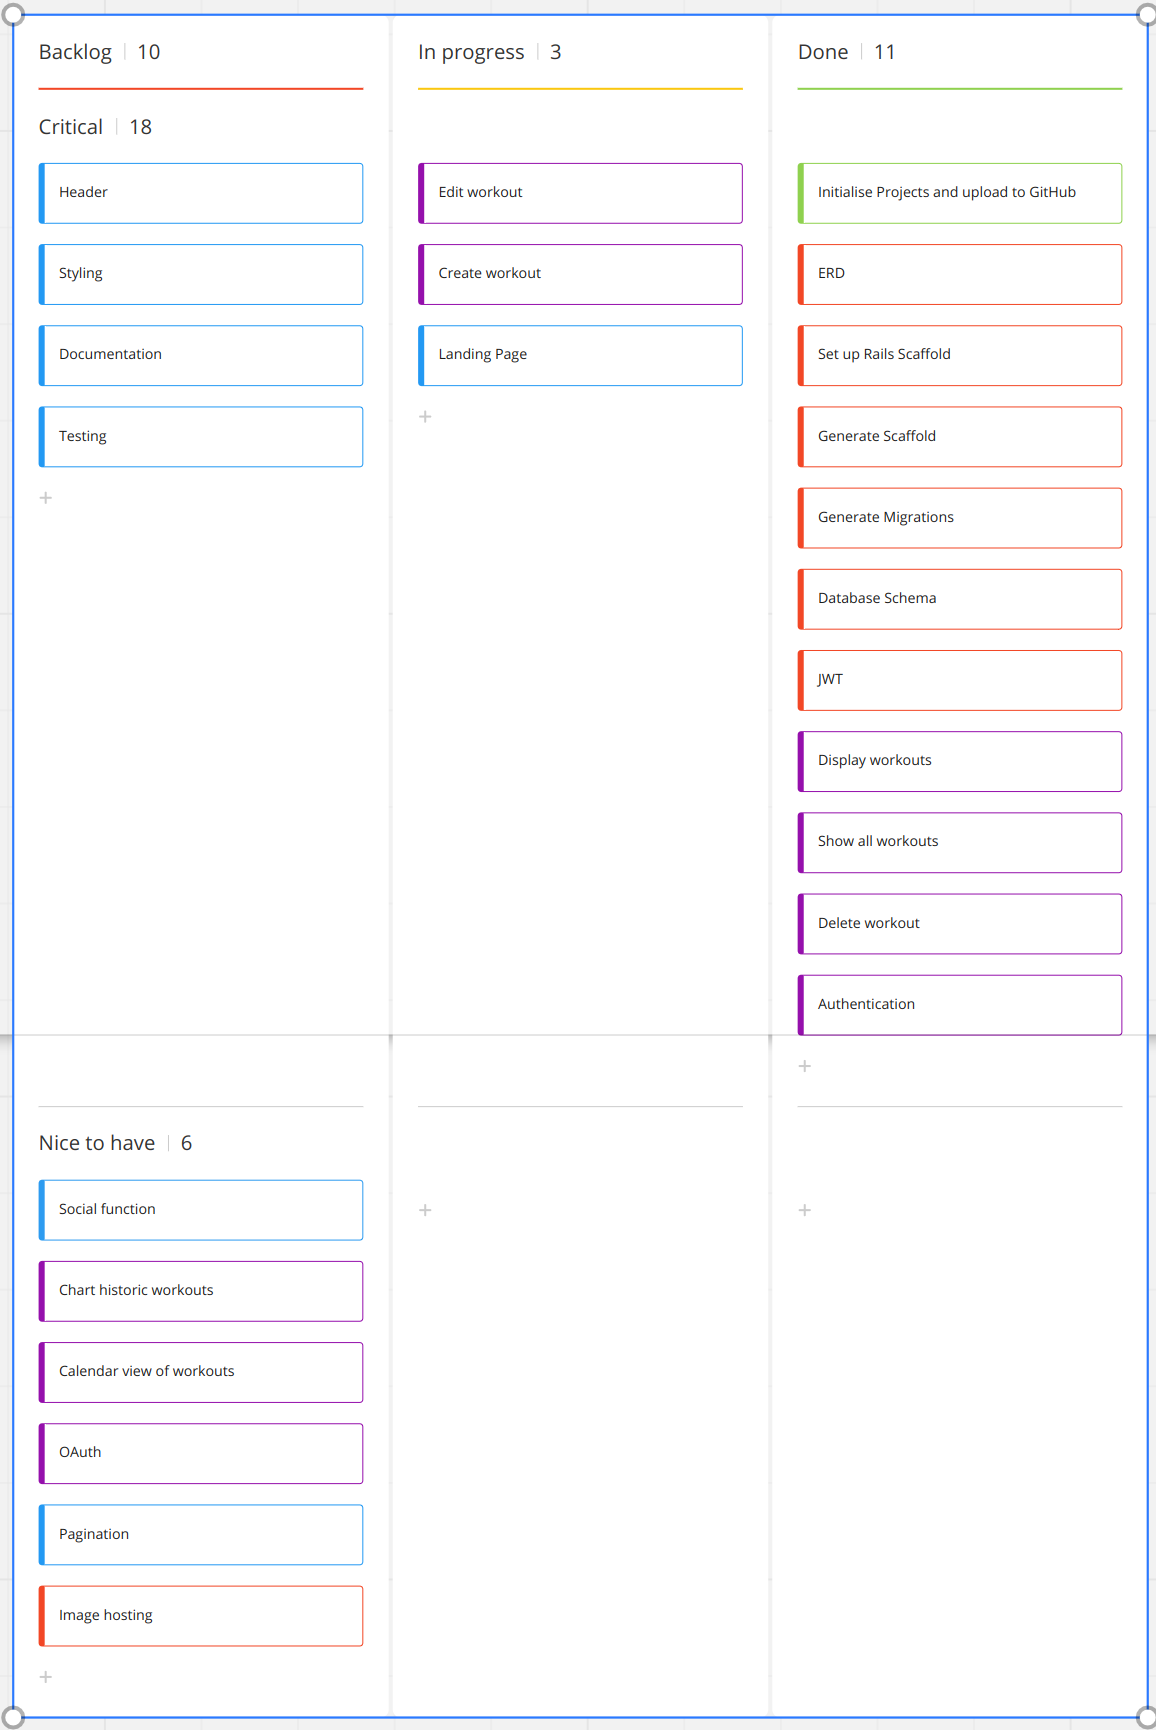 Backlog | 10
In progress | 3
Done | 11
Critical | 18
Header
Styling
Documentation
Testing
+
Edit workout
Create workout
Landing Page
+
Initialise Projects and upload to GitHub
ERD
Set up Rails Scaffold
Generate Scaffold
Generate Migrations
Database Schema
JWT
Display workouts
Show all workouts
Delete workout
Authentication
+
Nice to have | 6
Social function
Chart historic workouts
Calendar view of workouts
OAuth
Pagination
Image hosting
+
+
+